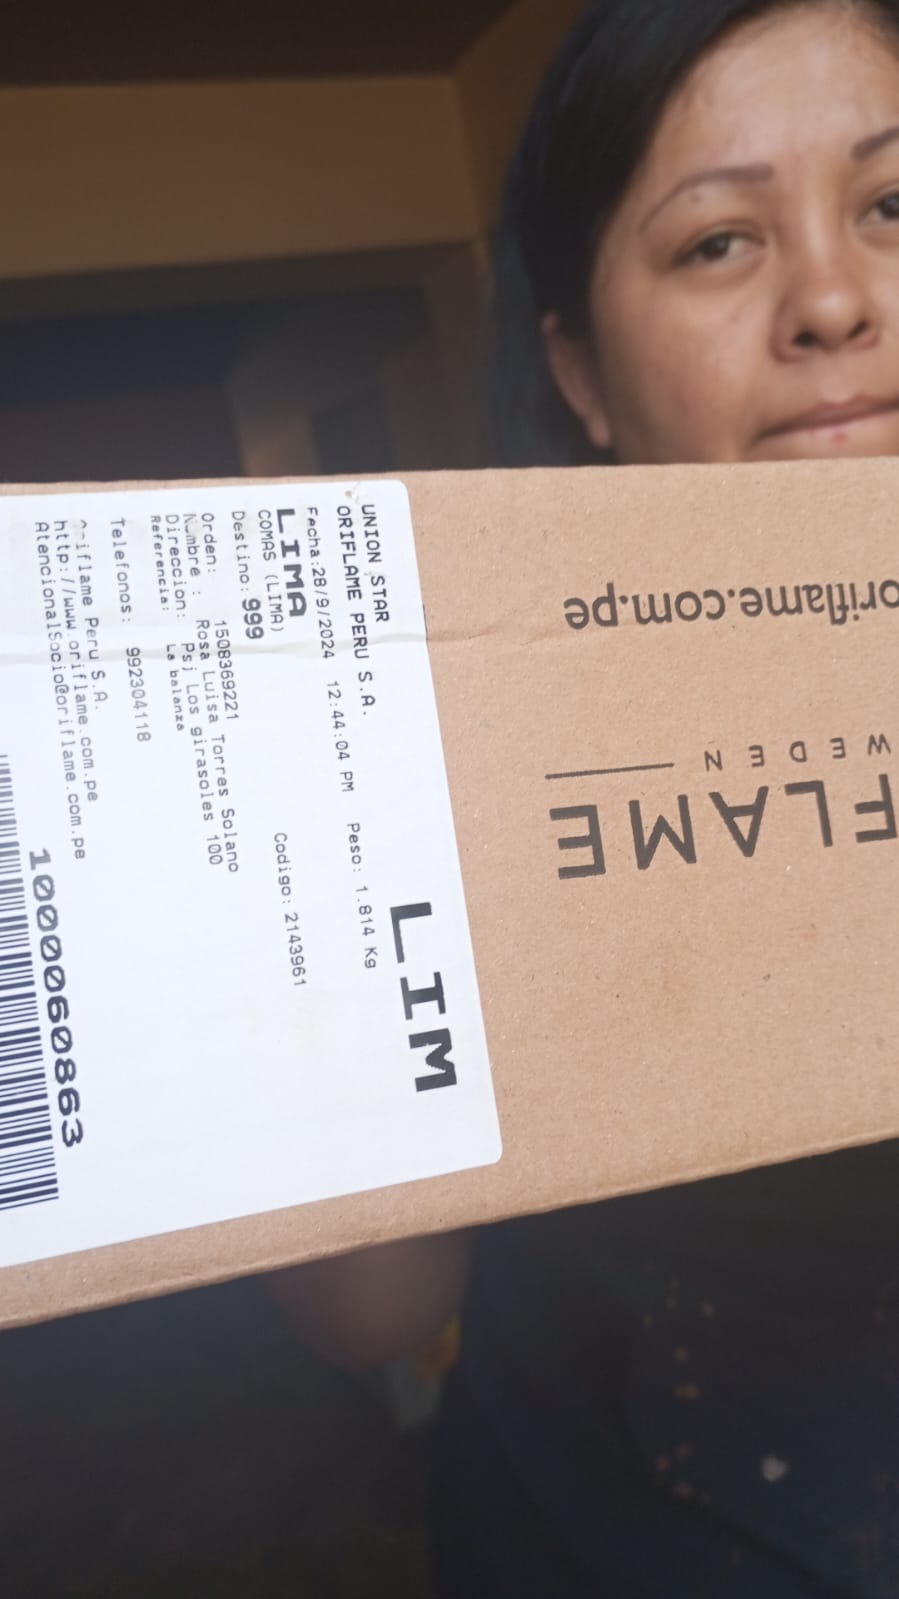 LIM
UNION STAR
ORIFLAME PERU S.A.
Fecha:28/9/2024 12:44:04 PM Peso: 1.814 Kg
LIMA
COMAS (LIMA) Codigo: 2143961
Destino: 999
Orden: 1508369221
Nombre : Rosa Luisa Torres Solano
Direccion: Psj Los girasoles 100
Referencia: La balanza
Telefonos: 992304118
Oriflame Peru S.A.
http://www.oriflame.com.pe
AtencionalSocio@oriflame.com.pe
1000060863
FLAME
WEDEN
oriflame.com.pe